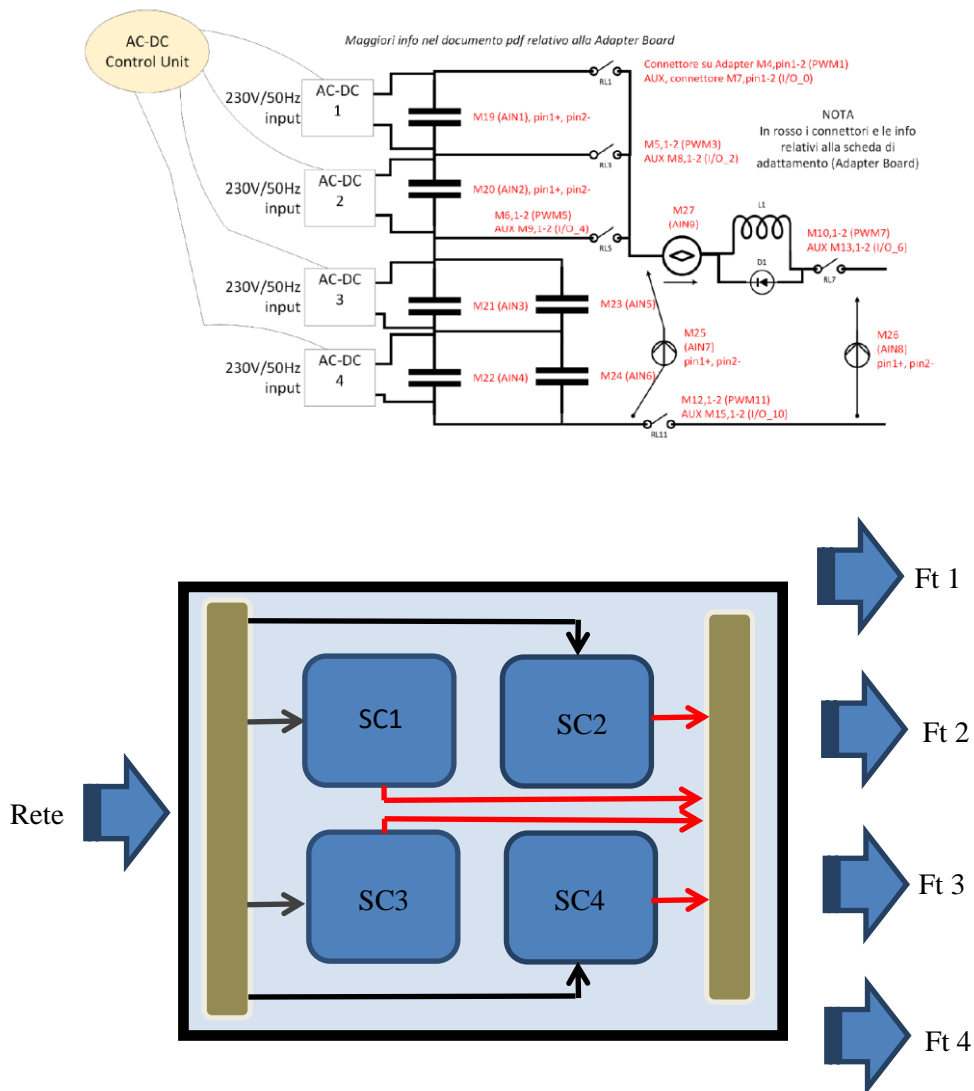 AC-DC
Control Unit
Maggiori info nel documento pdf relativo alla Adapter Board
230V/50Hz
input
AC-DC
1
M19 (AIN1), pin1+, pin2-
RL1
Connettore su Adapter M4,pin1-2 (PWM1)
AUX, connettore M7,pin1-2 (I/O_0)
NOTA
In rosso i connettori e le info
relativi alla scheda di
adattamento (Adapter Board)
230V/50Hz
input
AC-DC
2
M20 (AIN2), pin1+, pin2-
RL3
M5,1-2 (PWM3)
AUX M8,1-2 (I/O_2)
M6,1-2 (PWM5)
AUX M9,1-2 (I/O_4)
RL5
M27
(AIN9)
L1
D1
M10,1-2 (PWM7)
AUX M13,1-2 (I/O_6)
RL7
230V/50Hz
input
AC-DC
3
M21 (AIN3)
M23 (AIN5)
M25
(AIN7)
pin1+, pin2-
M26
(AIN8)
pin1+, pin2-
230V/50Hz
input
AC-DC
4
M22 (AIN4)
M24 (AIN6)
M12,1-2 (PWM11)
AUX M15,1-2 (I/O_10)
RL11
Rete
SC1
SC2
SC3
SC4
Ft 1
Ft 2
Ft 3
Ft 4